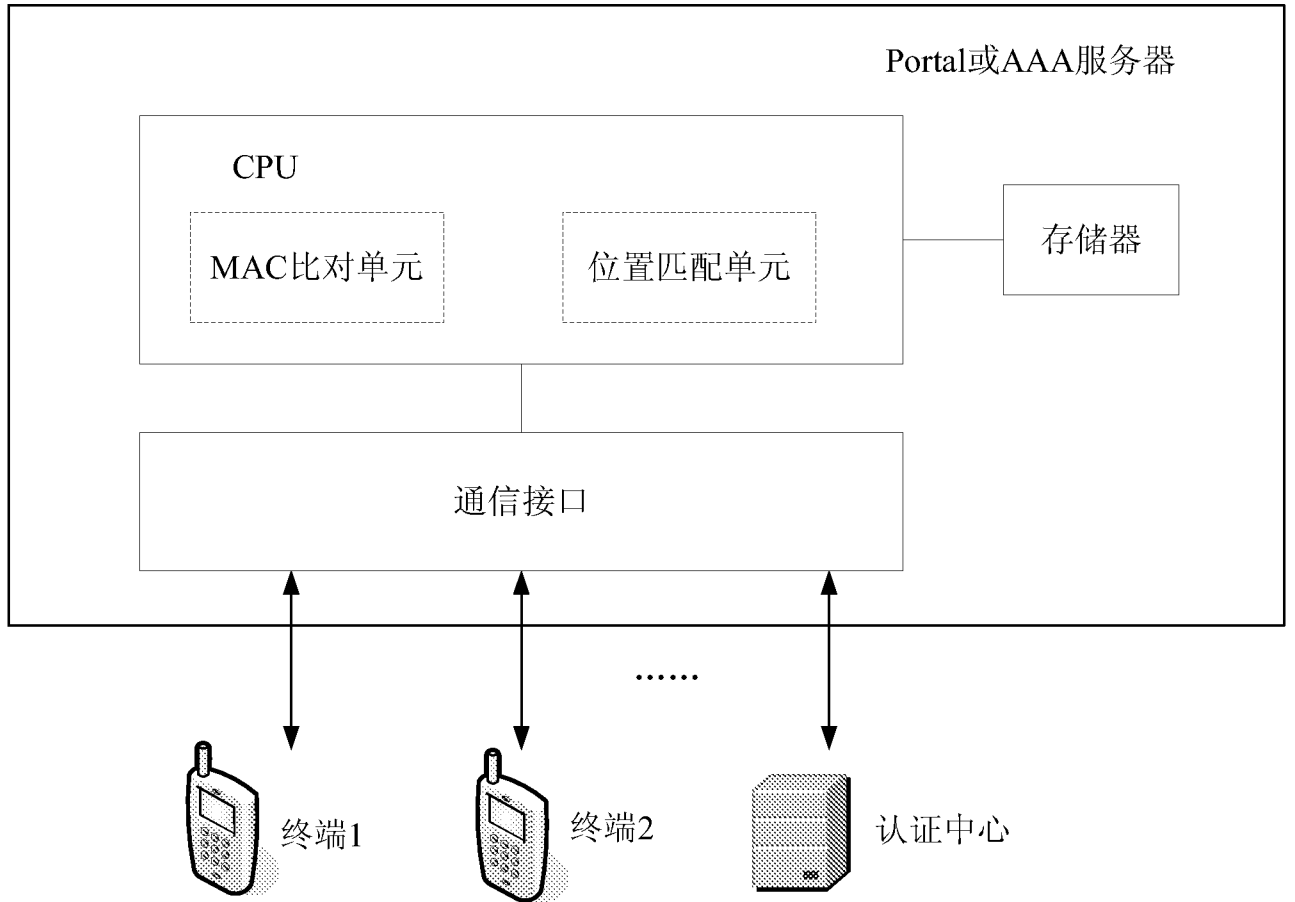 Portal或AAA服务器
CPU
MAC比对单元
位置匹配单元
存储器
通信接口
……
终端1
终端2
认证中心